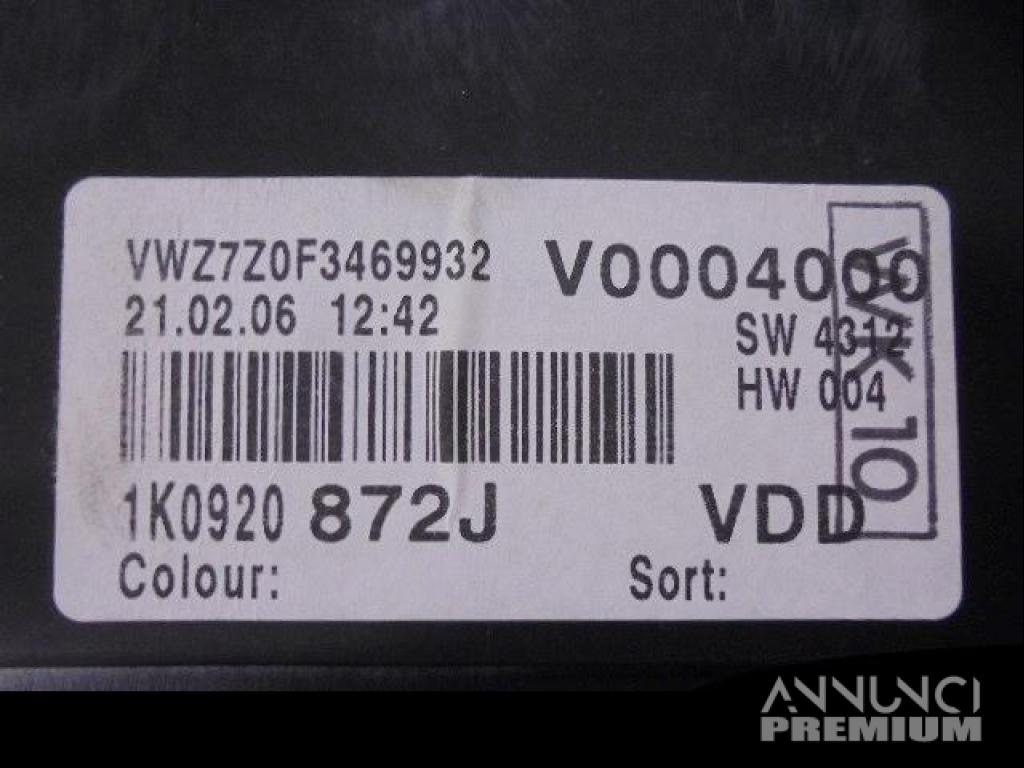 VWZ7Z0F3469932 V0004000
21.02.06 12:42 SW 4312
HW 004
VVK 10
1K0920 872J VDD
Colour: Sort:
ANNUNCI
PREMIUM